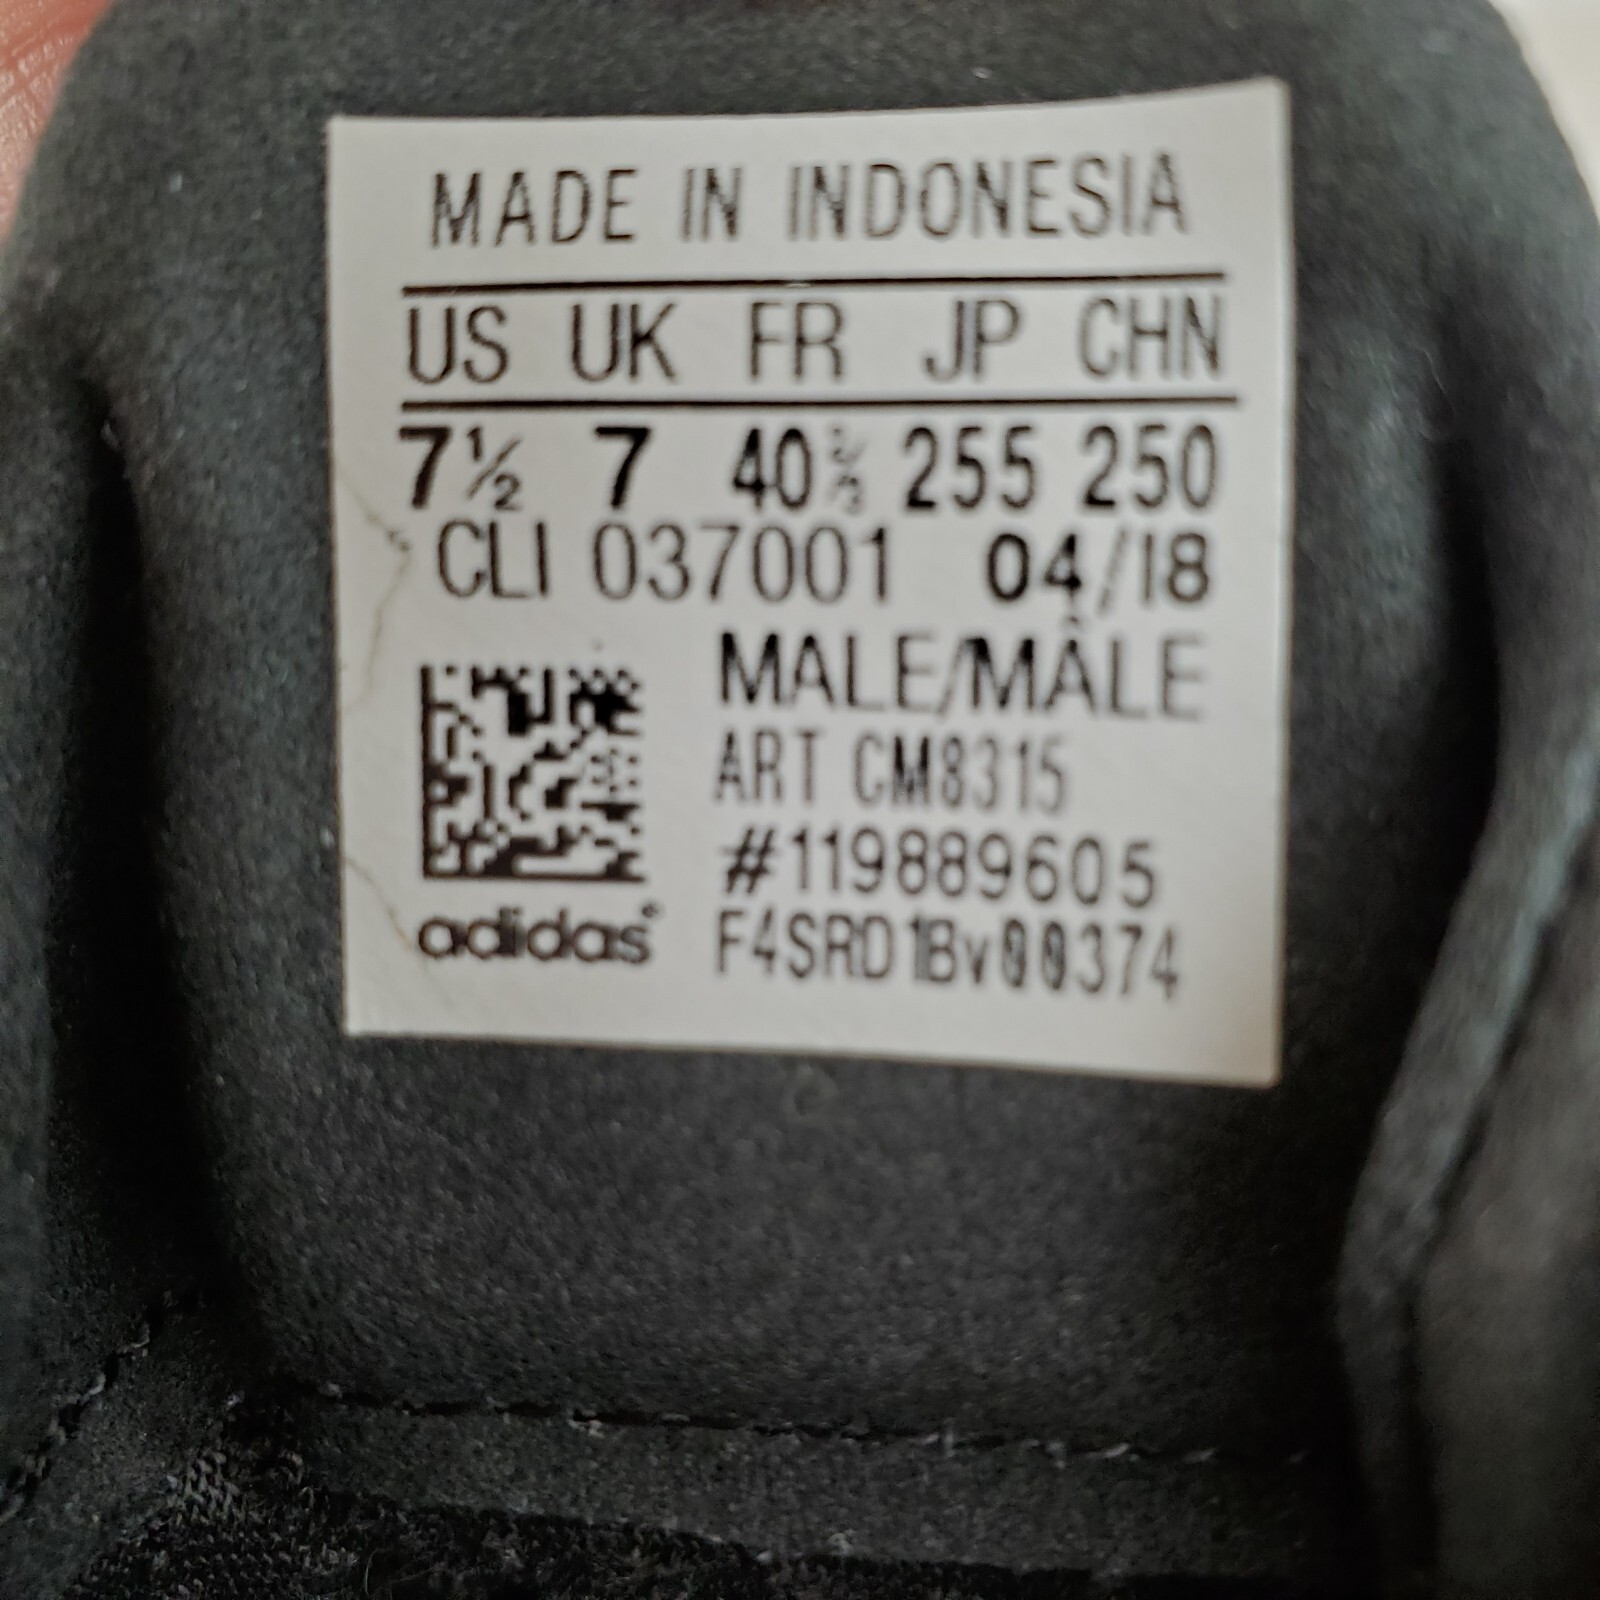 MADE IN INDONESIA
US UK FR JP CHN
7½ 7 40⅔ 255 250
CLI 037001 04/18
MALE/MÂLE
ART CM8315
#119889605
F4SRD1Bv00374
adidas®